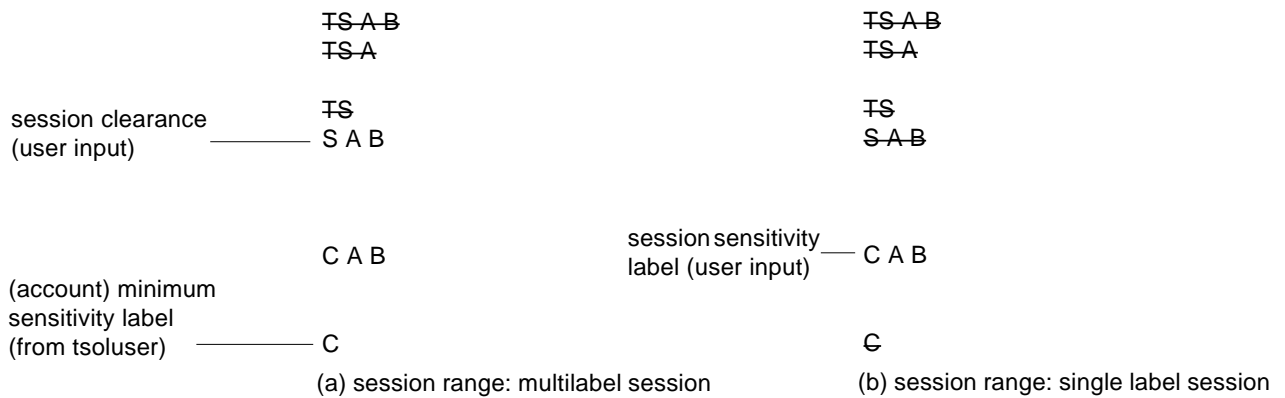 TS A B
TS A
TS
session clearance
(user input)
S A B
C A B
(account) minimum
sensitivity label
(from tsoluser)
C
(a) session range: multilabel session
TS A B
TS A
TS
S A B
session sensitivity
label (user input)
C A B
C
(b) session range: single label session